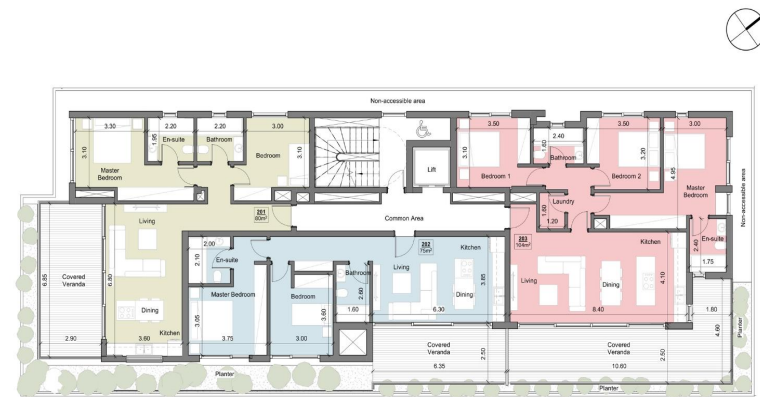 Non-accessible area
3.30
2.20
2.20
3.00
3.50
2.40
3.50
3.00
1.95
En-suite
Bathroom
3.10
Bedroom
3.10
3.10
1.60
Bathroom
3.20
4.95
Master
Bedroom
Lift
Bedroom 1
Bedroom 2
Master
Bedroom
Non-accessible area
Laundry
1.60
1.20
Living
201
60m²
Common Area
203
104m²
En-suite
2.40
1.75
2.00
En-suite
2.10
202
75m²
Kitchen
Kitchen
6.85
Covered
Veranda
6.80
Bathroom
2.60
Living
3.85
Living
4.10
Dining
Dining
Master Bedroom
Bedroom
Dining
1.60
6.30
8.40
1.80
3.05
3.60
Kitchen
2.90
3.60
3.75
3.00
Covered
Veranda
2.50
Covered
Veranda
2.50
4.60
Planter
Planter
6.35
10.60
Planter